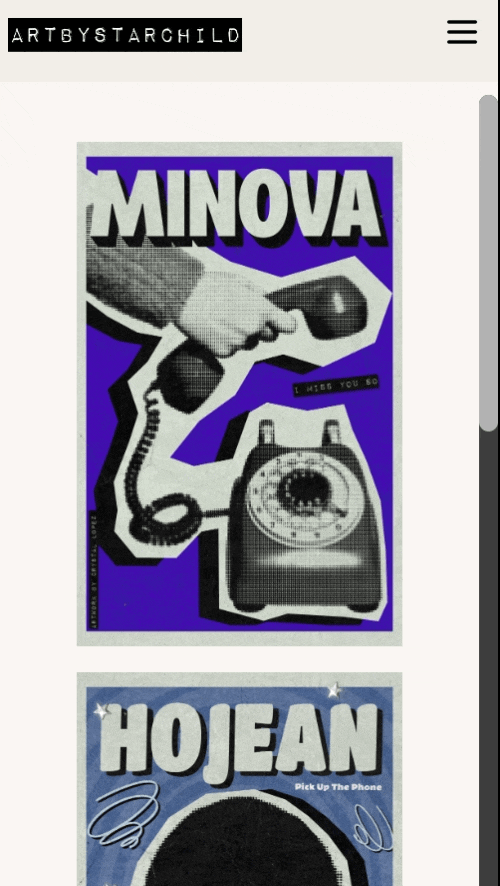 ARTBYSTARCHILD
MINOVA
I MISS YOU SO
ARTWORK BY CRYSTAL LOPEZ
HOJEAN
Pick Up The Phone